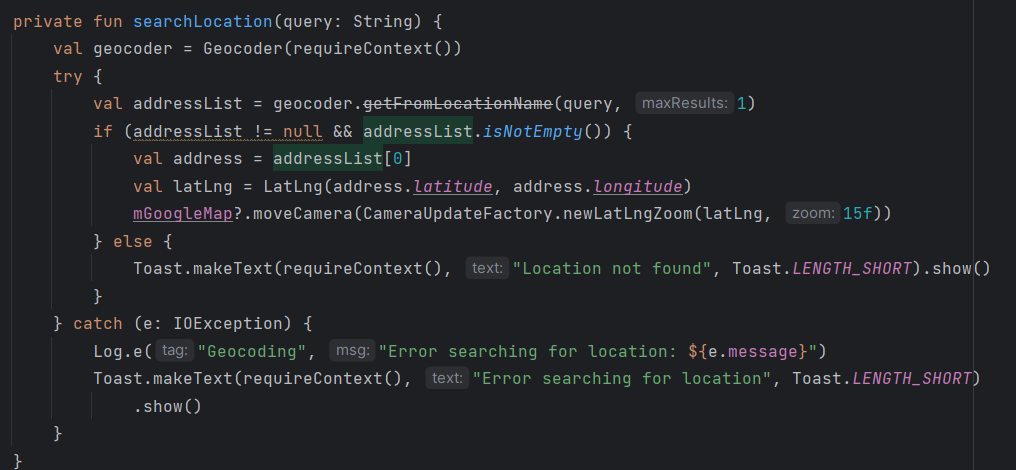 private fun searchLocation(query: String) {
    val geocoder = Geocoder(requireContext())
    try {
        val addressList = geocoder.getFromLocationName(query, maxResults: 1)
        if (addressList != null && addressList.isNotEmpty()) {
            val address = addressList[0]
            val latLng = LatLng(address.latitude, address.longitude)
            mGoogleMap?.moveCamera(CameraUpdateFactory.newLatLngZoom(latLng, zoom: 15f))
        } else {
            Toast.makeText(requireContext(), text: "Location not found", Toast.LENGTH_SHORT).show()
        }
    } catch (e: IOException) {
        Log.e( tag: "Geocoding", msg: "Error searching for location: ${e.message}")
        Toast.makeText(requireContext(), text: "Error searching for location", Toast.LENGTH_SHORT)
            .show()
    }
}